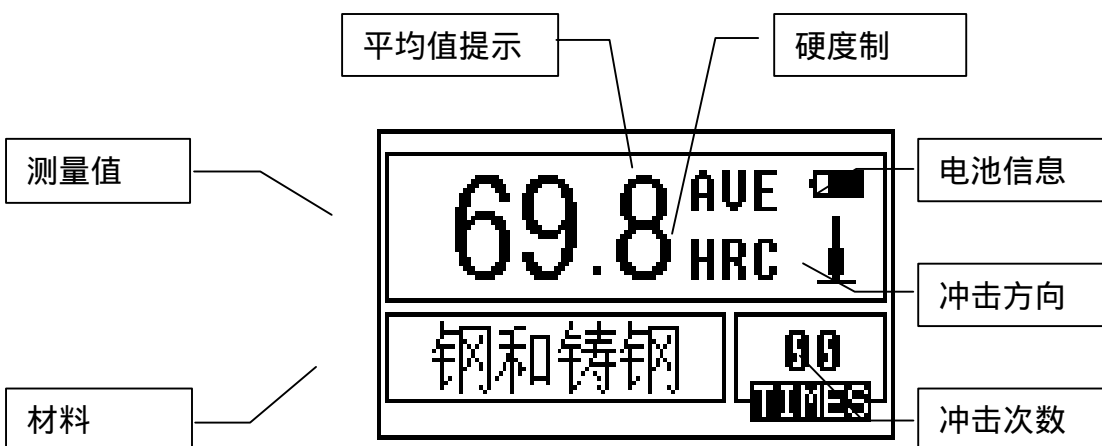 平均值提示
硬度制
测量值
电池信息
69.8
AVE
HRC
冲击方向
钢和铸钢
00
TIMES
材料
冲击次数